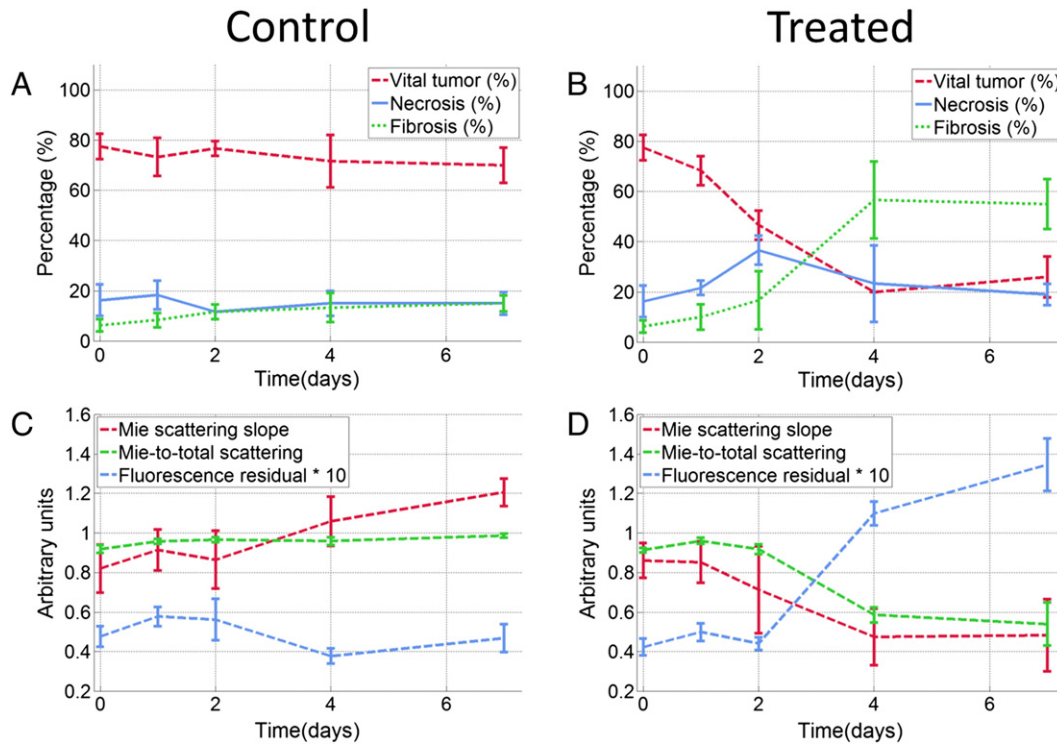 Control
Treated
A
100
80
60
40
20
0
Percentage (%)
Vital tumor (%)
Necrosis (%)
Fibrosis (%)
0
2
4
6
Time(days)
B
100
80
60
40
20
0
Percentage (%)
Vital tumor (%)
Necrosis (%)
Fibrosis (%)
0
2
4
6
Time(days)
C
1.6
1.4
1.2
1
0.8
0.6
0.4
0.2
Arbitrary units
Mie scattering slope
Mie-to-total scattering
Fluorescence residual * 10
0
2
4
6
Time(days)
D
1.6
1.4
1.2
1
0.8
0.6
0.4
0.2
Arbitrary units
Mie scattering slope
Mie-to-total scattering
Fluorescence residual * 10
0
2
4
6
Time(days)